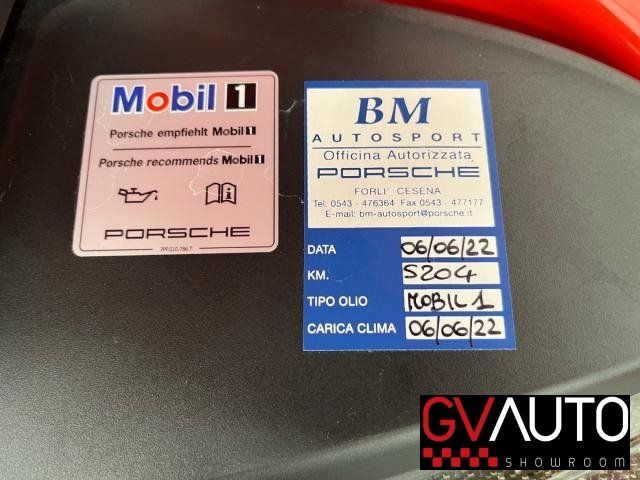 Mobil 1
Porsche empfiehlt Mobil 1
Porsche recommends Mobil 1
PORSCHE
BM
AUTOSPORT
Officina Autorizzata
PORSCHE
FORLI' CESENA
Tel. 0543 - 476364 Fax 0543 - 477177
E-mail: bm-autosport@porsche.it
DATA 06/06/22
KM. 5204
TIPO OLIO MOBIL 1
CARICA CLIMA 06/06/22
GVAUTO
SHOWROOM